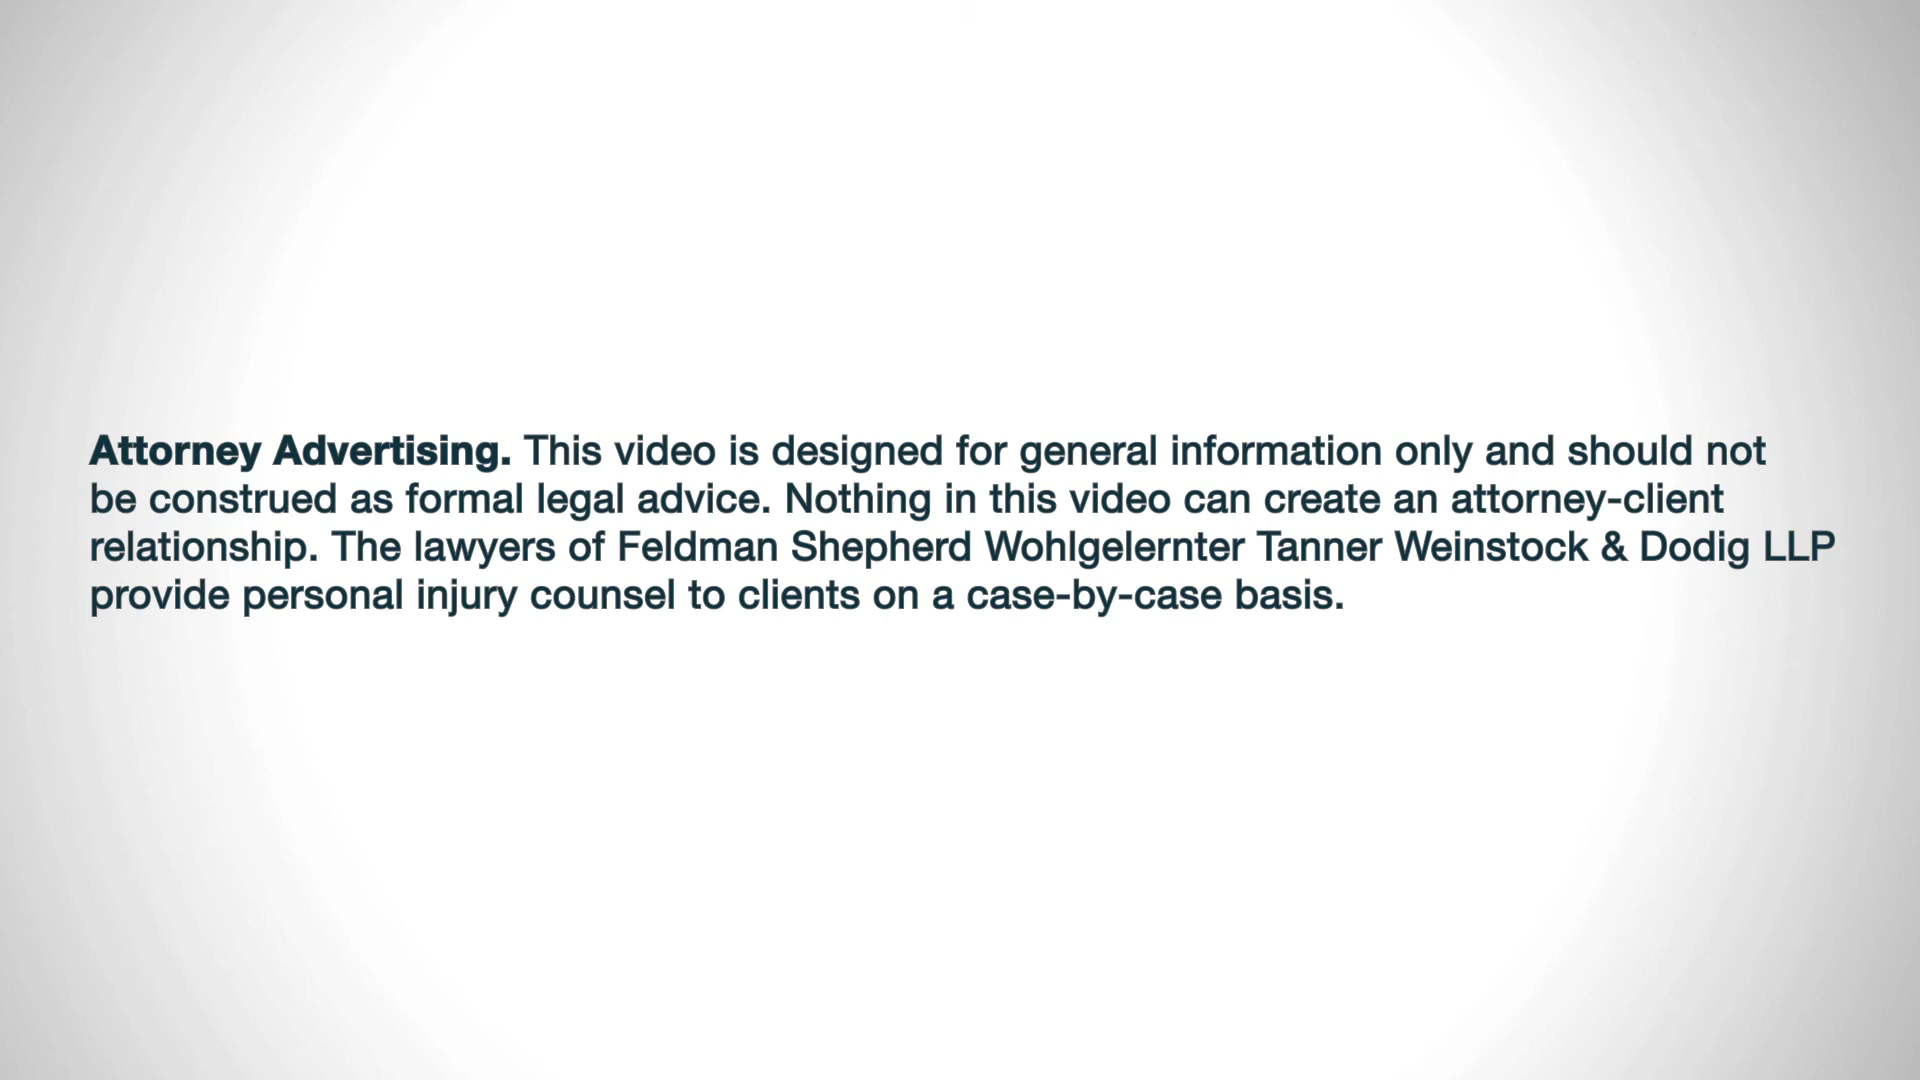 Attorney Advertising. This video is designed for general information only and should not
be construed as formal legal advice. Nothing in this video can create an attorney-client
relationship. The lawyers of Feldman Shepherd Wohlgelernter Tanner Weinstock & Dodig LLP
provide personal injury counsel to clients on a case-by-case basis.